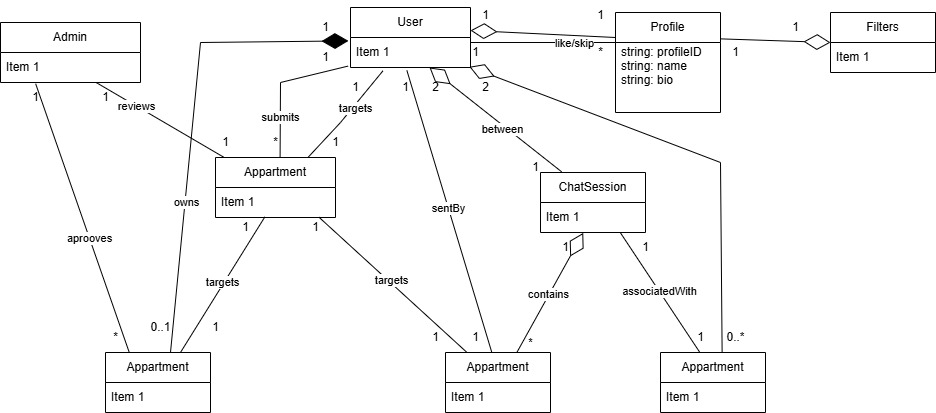 User
Item 1
Profile
string: profileID
string: name
string: bio
Filters
Item 1
Admin
Item 1
1
1
1
1
like/skip
*
1
1
1
1
1
1
2
2
1
1
reviews
submits
targets
between
1
*
1
1
Appartment
Item 1
ChatSession
Item 1
owns
sentBy
aprooves
1
1
1
1
targets
targets
contains
associatedWith
*
0..1
1
1
1
*
1
0..*
Appartment
Item 1
Appartment
Item 1
Appartment
Item 1